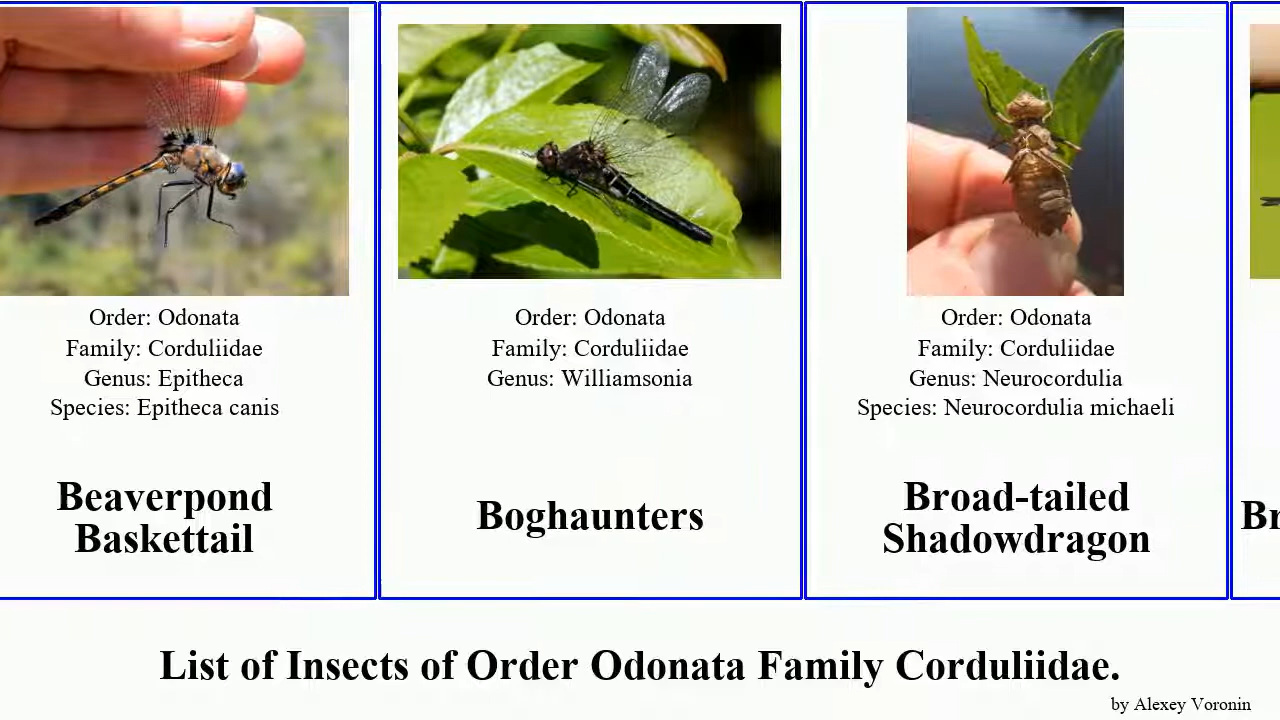 Order: Odonata
Family: Corduliidae
Genus: Epitheca
Species: Epitheca canis
Beaverpond
Baskettail
Order: Odonata
Family: Corduliidae
Genus: Williamsonia
Boghaunters
Order: Odonata
Family: Corduliidae
Genus: Neurocordulia
Species: Neurocordulia michaeli
Broad-tailed
Shadowdragon
Br
List of Insects of Order Odonata Family Corduliidae.
by Alexey Voronin